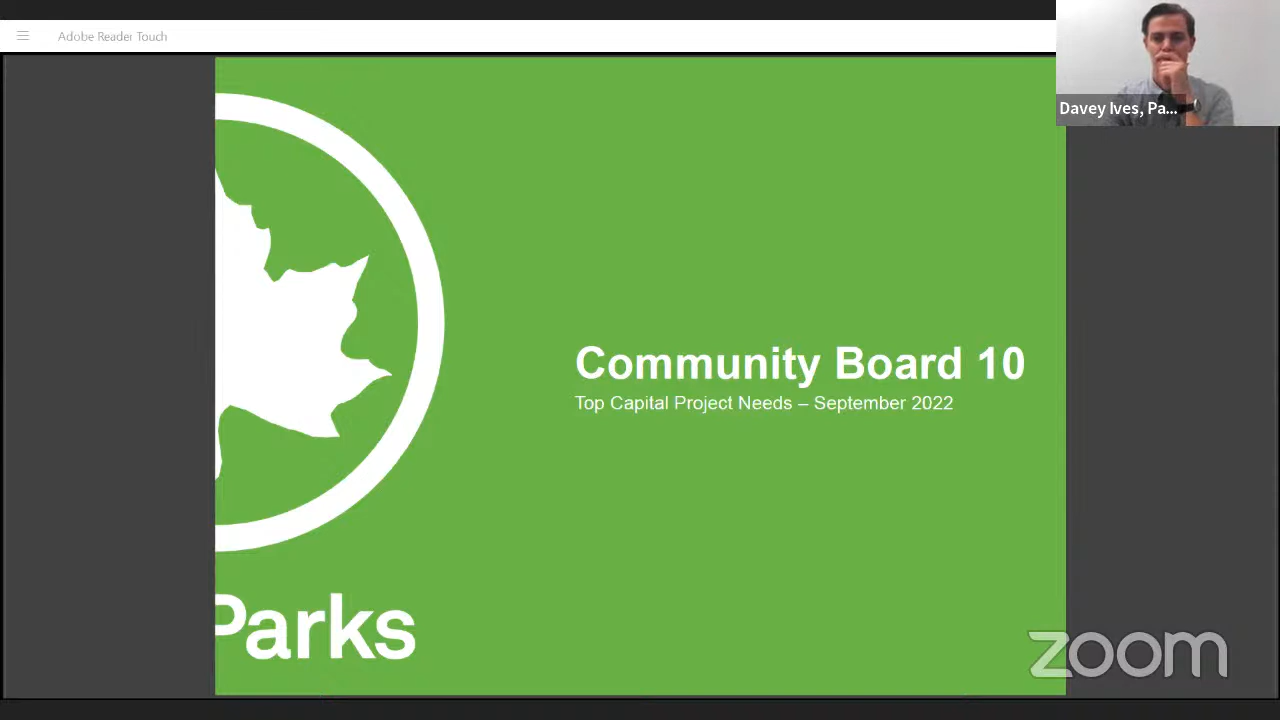 Adobe Reader Touch
Davey Ives, Pa...
Community Board 10
Top Capital Project Needs – September 2022
Parks
zoom